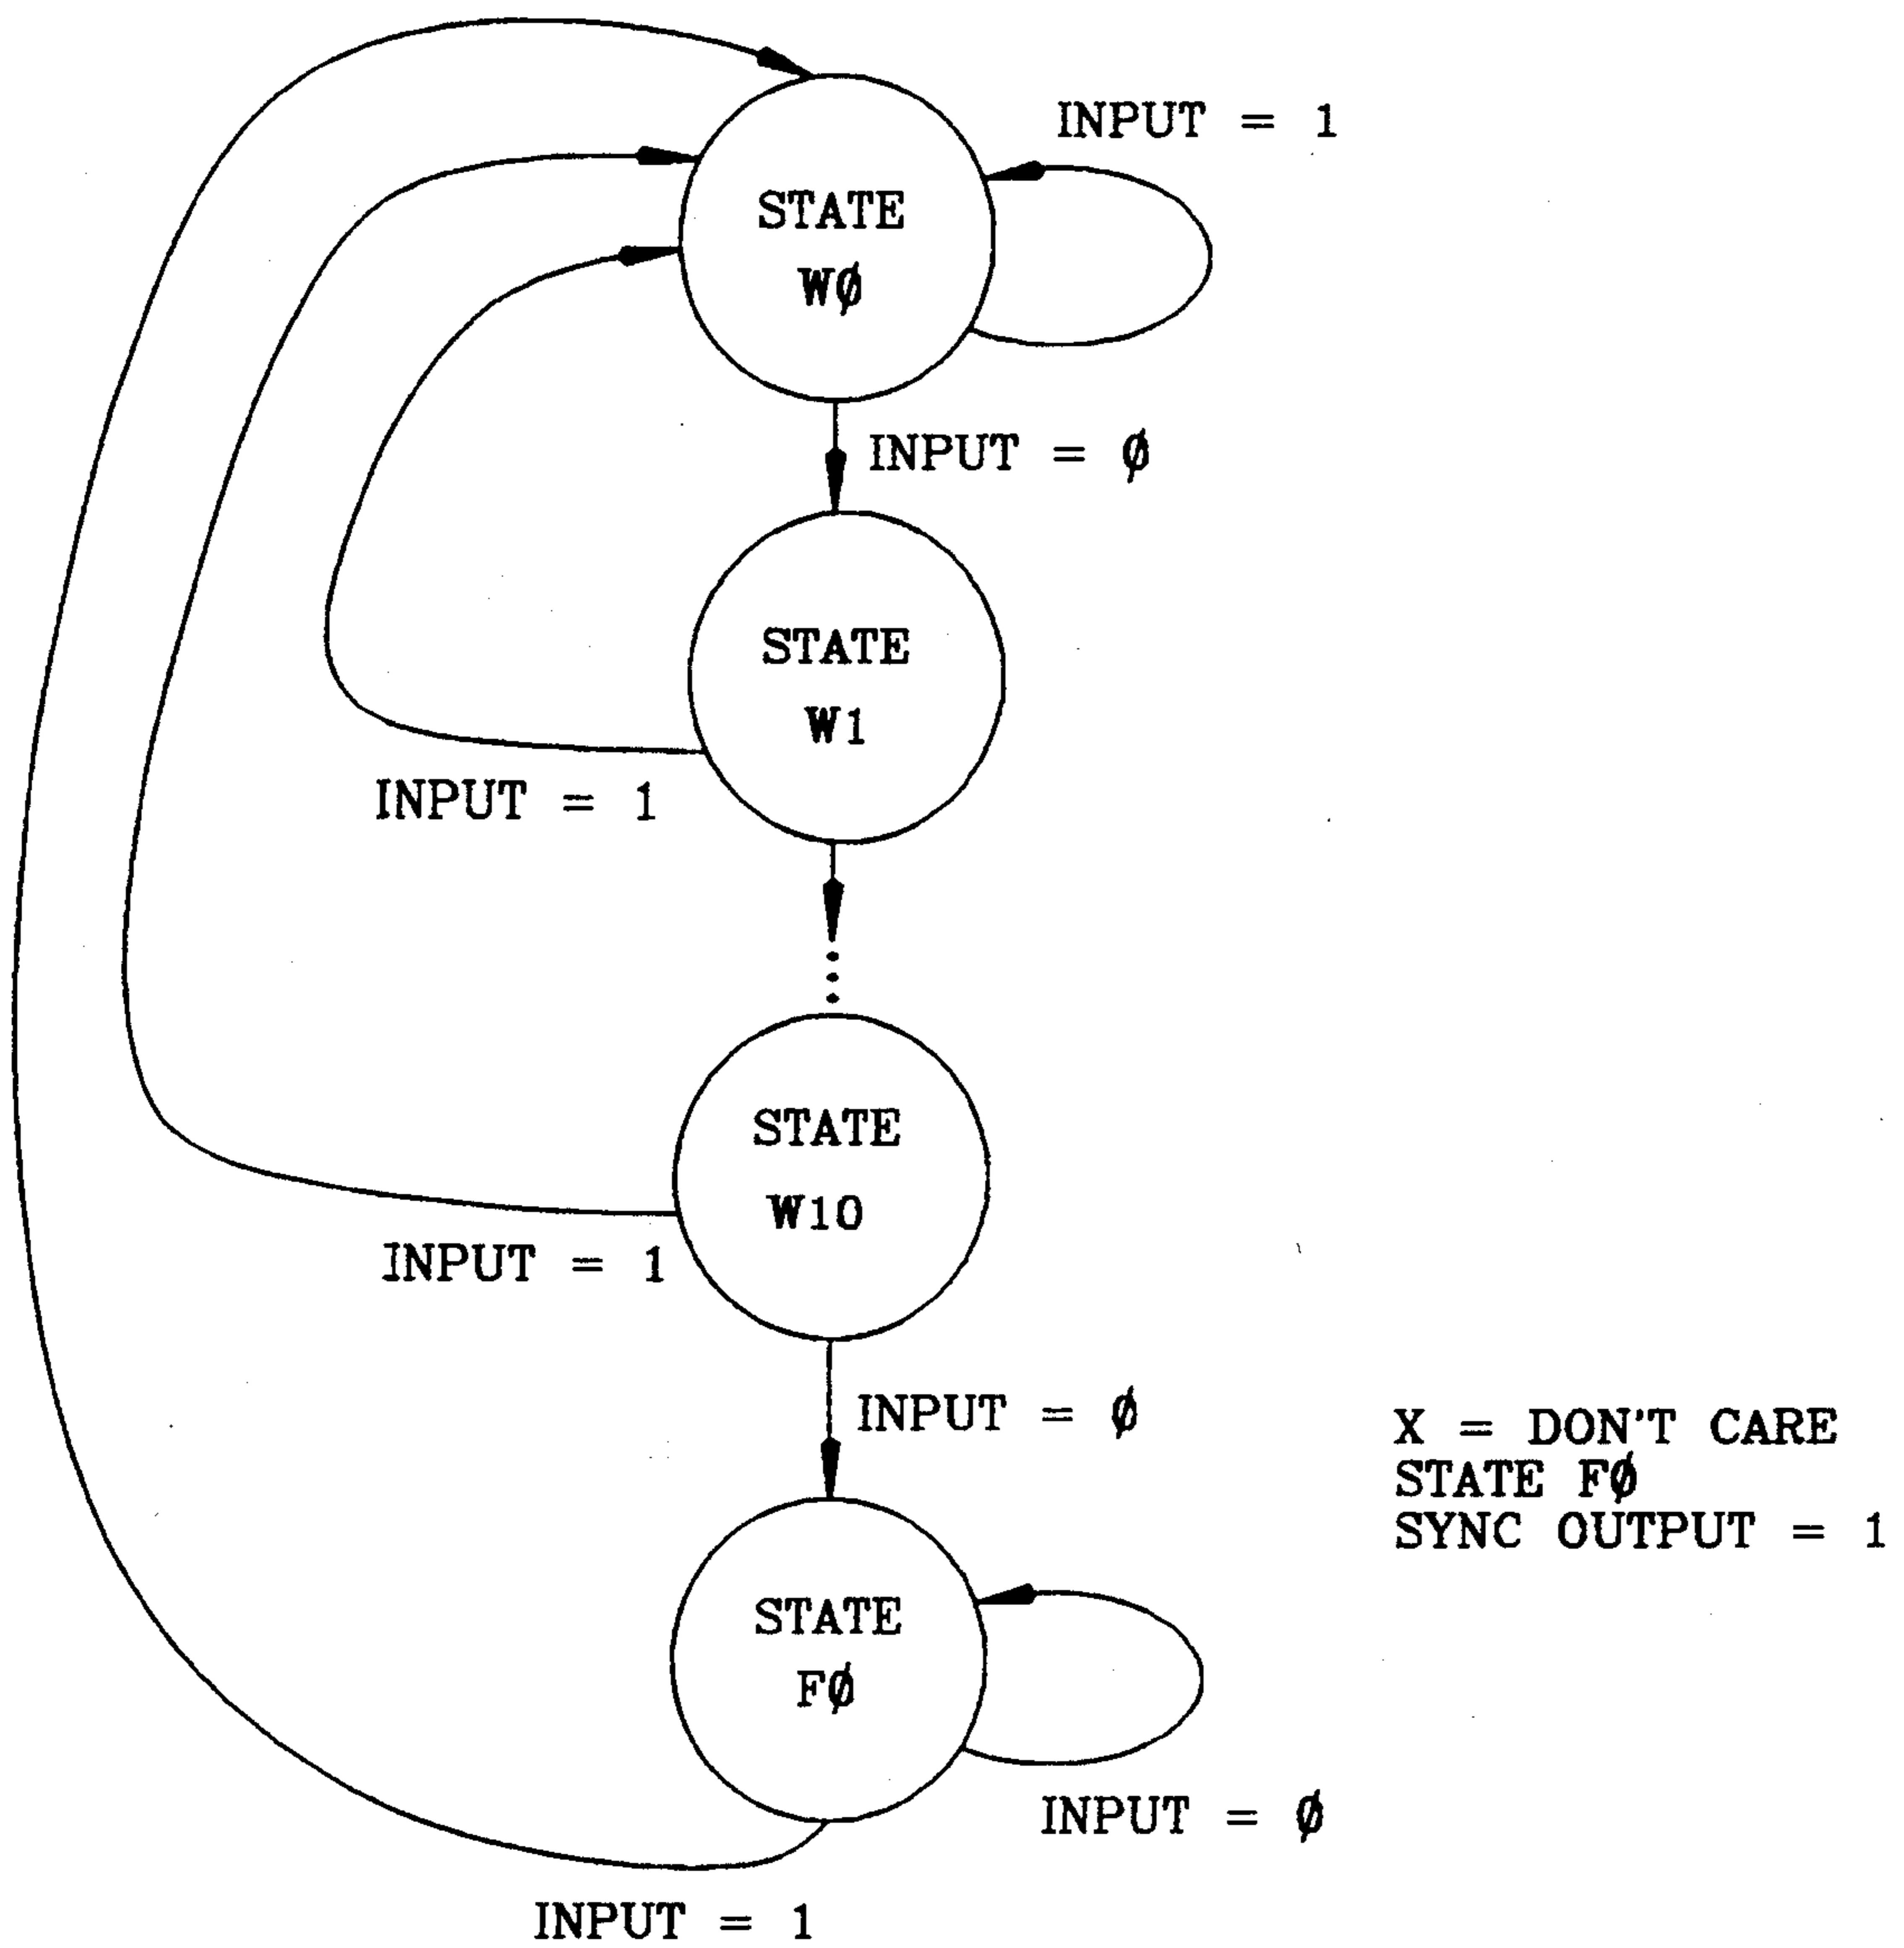 INPUT = 1
STATE
WØ
INPUT = Ø
STATE
W1
INPUT = 1
STATE
W10
INPUT = 1
INPUT = Ø
X = DON'T CARE
STATE FØ
SYNC OUTPUT = 1
STATE
FØ
INPUT = Ø
INPUT = 1